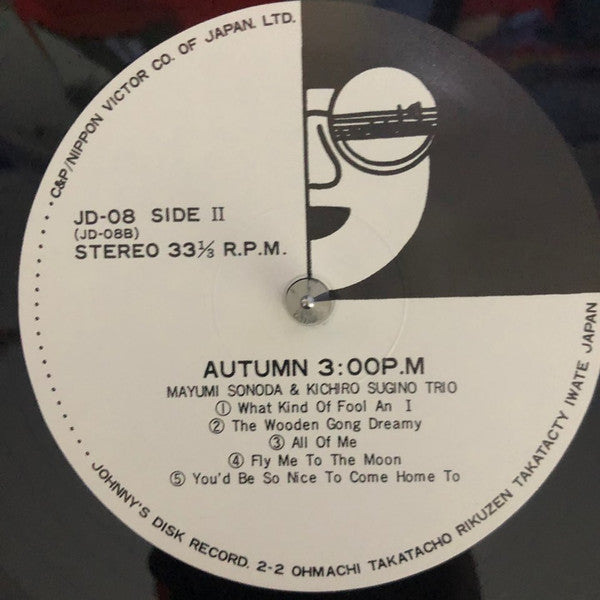 C&P/NIPPON VICTOR CO. OF JAPAN. LTD.
JD-08 SIDE II
(JD-08B)
STEREO 33⅓ R.P.M.
AUTUMN 3:00P.M
MAYUMI SONODA & KICHIRO SUGINO TRIO
① What Kind Of Fool An I
② The Wooden Gong Dreamy
③ All Of Me
④ Fly Me To The Moon
⑤ You'd Be So Nice To Come Home To
JOHNNY'S DISK RECORD. 2-2 OHMACHI TAKATACHO RIKUZEN TAKATACTY IWATE JAPAN